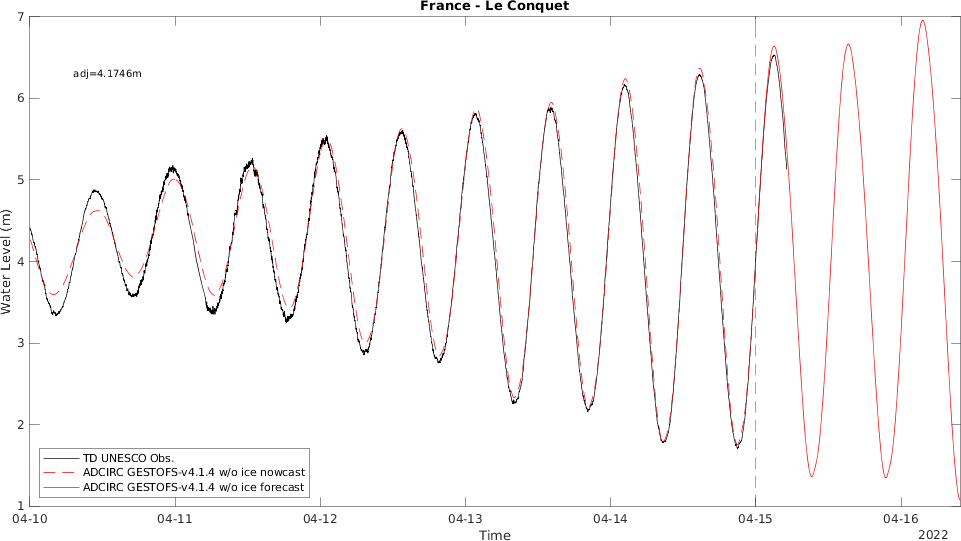 France - Le Conquet
adj=4.1746m
Water Level (m)
7
6
5
4
3
2
1
TD UNESCO Obs.
ADCIRC GESTOFS-v4.1.4 w/o ice nowcast
ADCIRC GESTOFS-v4.1.4 w/o ice forecast
04-10 04-11 04-12 04-13 04-14 04-15 04-16
Time
2022